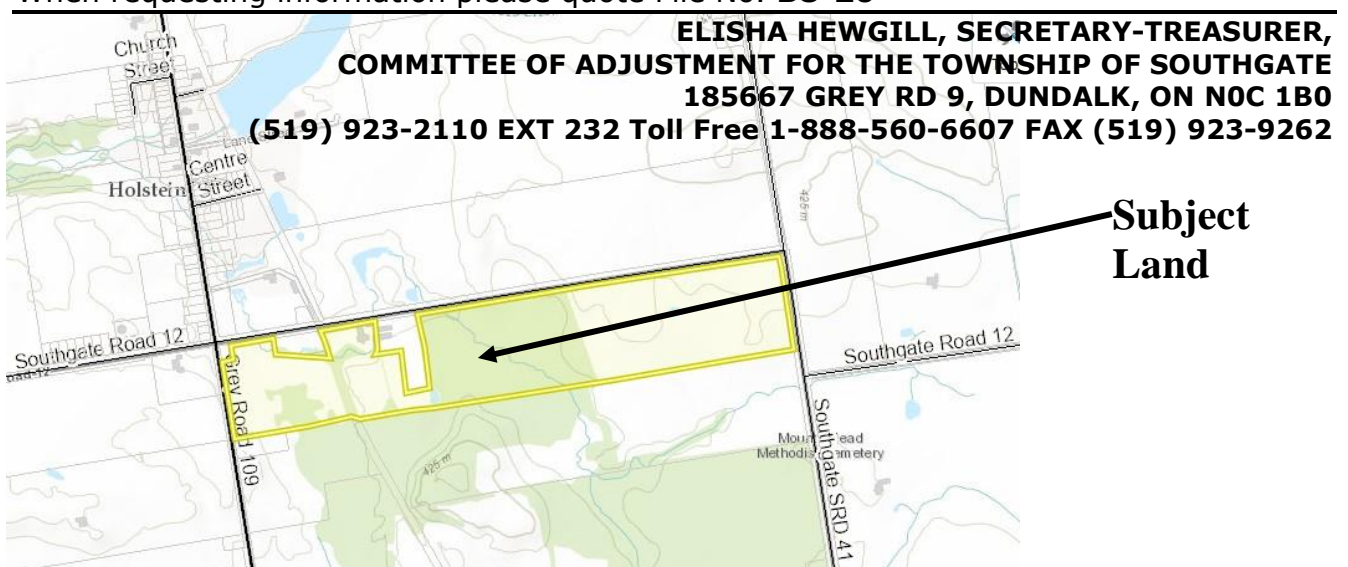 ELISHA HEWGILL, SECRETARY-TREASURER,
COMMITTEE OF ADJUSTMENT FOR THE TOWNSHIP OF SOUTHGATE
185667 GREY RD 9, DUNDALK, ON N0C 1B0
(519) 923-2110 EXT 232 Toll Free 1-888-560-6607 FAX (519) 923-9262
Church
Street
Centre
Street
Holstein
425 m
Subject
Land
Southgate Road 12
Grey Road 109
Southgate Road 12
Southgate SRD 41
Methodist Cemetery
425 m